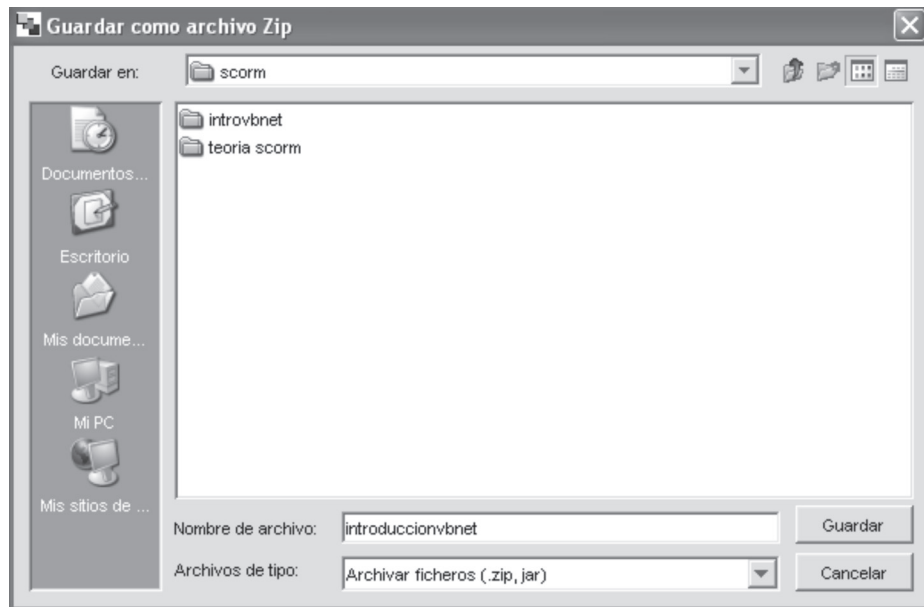 Guardar como archivo Zip
Guardar en:
scorm
introvbnet
teoria scorm
Documentos...
Escritorio
Mis docume...
Mi PC
Mis sitios de ...
Nombre de archivo:
introduccionvbnet
Guardar
Archivos de tipo:
Archivar ficheros (.zip, jar)
Cancelar